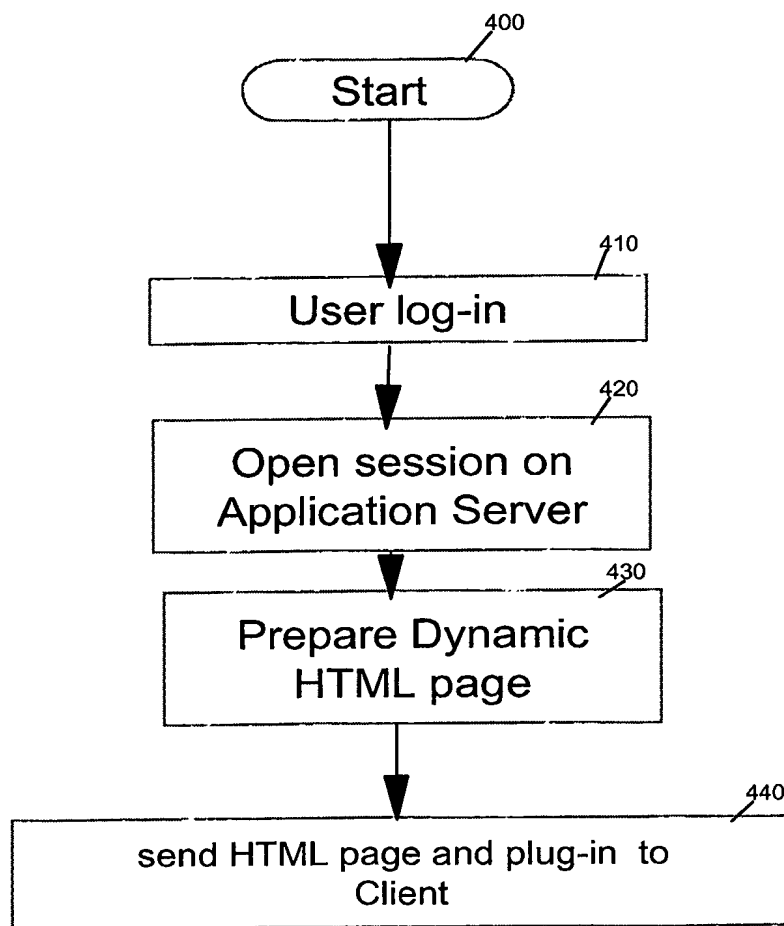 400
Start
410
User log-in
420
Open session on
Application Server
430
Prepare Dynamic
HTML page
440
send HTML page and plug-in to
Client